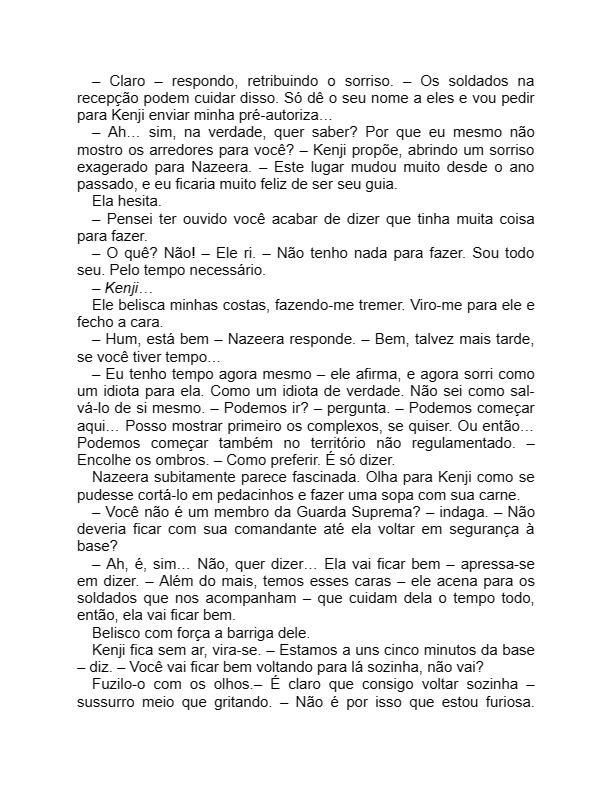 – Claro – respondo, retribuindo o sorriso. – Os soldados na
recepção podem cuidar disso. Só dê o seu nome a eles e vou pedir
para Kenji enviar minha pré-autoriza…
– Ah… sim, na verdade, quer saber? Por que eu mesmo não
mostro os arredores para você? – Kenji propõe, abrindo um sorriso
exagerado para Nazeera. – Este lugar mudou muito desde o ano
passado, e eu ficaria muito feliz de ser seu guia.
Ela hesita.
– Pensei ter ouvido você acabar de dizer que tinha muita coisa
para fazer.
– O quê? Não! – Ele ri. – Não tenho nada para fazer. Sou todo
seu. Pelo tempo necessário.
– Kenji…
Ele belisca minhas costas, fazendo-me tremer. Viro-me para ele e
fecho a cara.
– Hum, está bem – Nazeera responde. – Bem, talvez mais tarde,
se você tiver tempo…
– Eu tenho tempo agora mesmo – ele afirma, e agora sorri como
um idiota para ela. Como um idiota de verdade. Não sei como sal-
vá-lo de si mesmo. – Podemos ir? – pergunta. – Podemos começar
aqui… Posso mostrar primeiro os complexos, se quiser. Ou então…
Podemos começar também no território não regulamentado. –
Encolhe os ombros. – Como preferir. É só dizer.
Nazeera subitamente parece fascinada. Olha para Kenji como se
pudesse cortá-lo em pedacinhos e fazer uma sopa com sua carne.
– Você não é um membro da Guarda Suprema? – indaga. – Não
deveria ficar com sua comandante até ela voltar em segurança à
base?
– Ah, é, sim… Não, quer dizer… Ela vai ficar bem – apressa-se
em dizer. – Além do mais, temos esses caras – ele acena para os
soldados que nos acompanham – que cuidam dela o tempo todo,
então, ela vai ficar bem.
Belisco com força a barriga dele.
Kenji fica sem ar, vira-se. – Estamos a uns cinco minutos da base
– diz. – Você vai ficar bem voltando para lá sozinha, não vai?
Fuzilo-o com os olhos.– É claro que consigo voltar sozinha –
sussurro meio que gritando. – Não é por isso que estou furiosa.